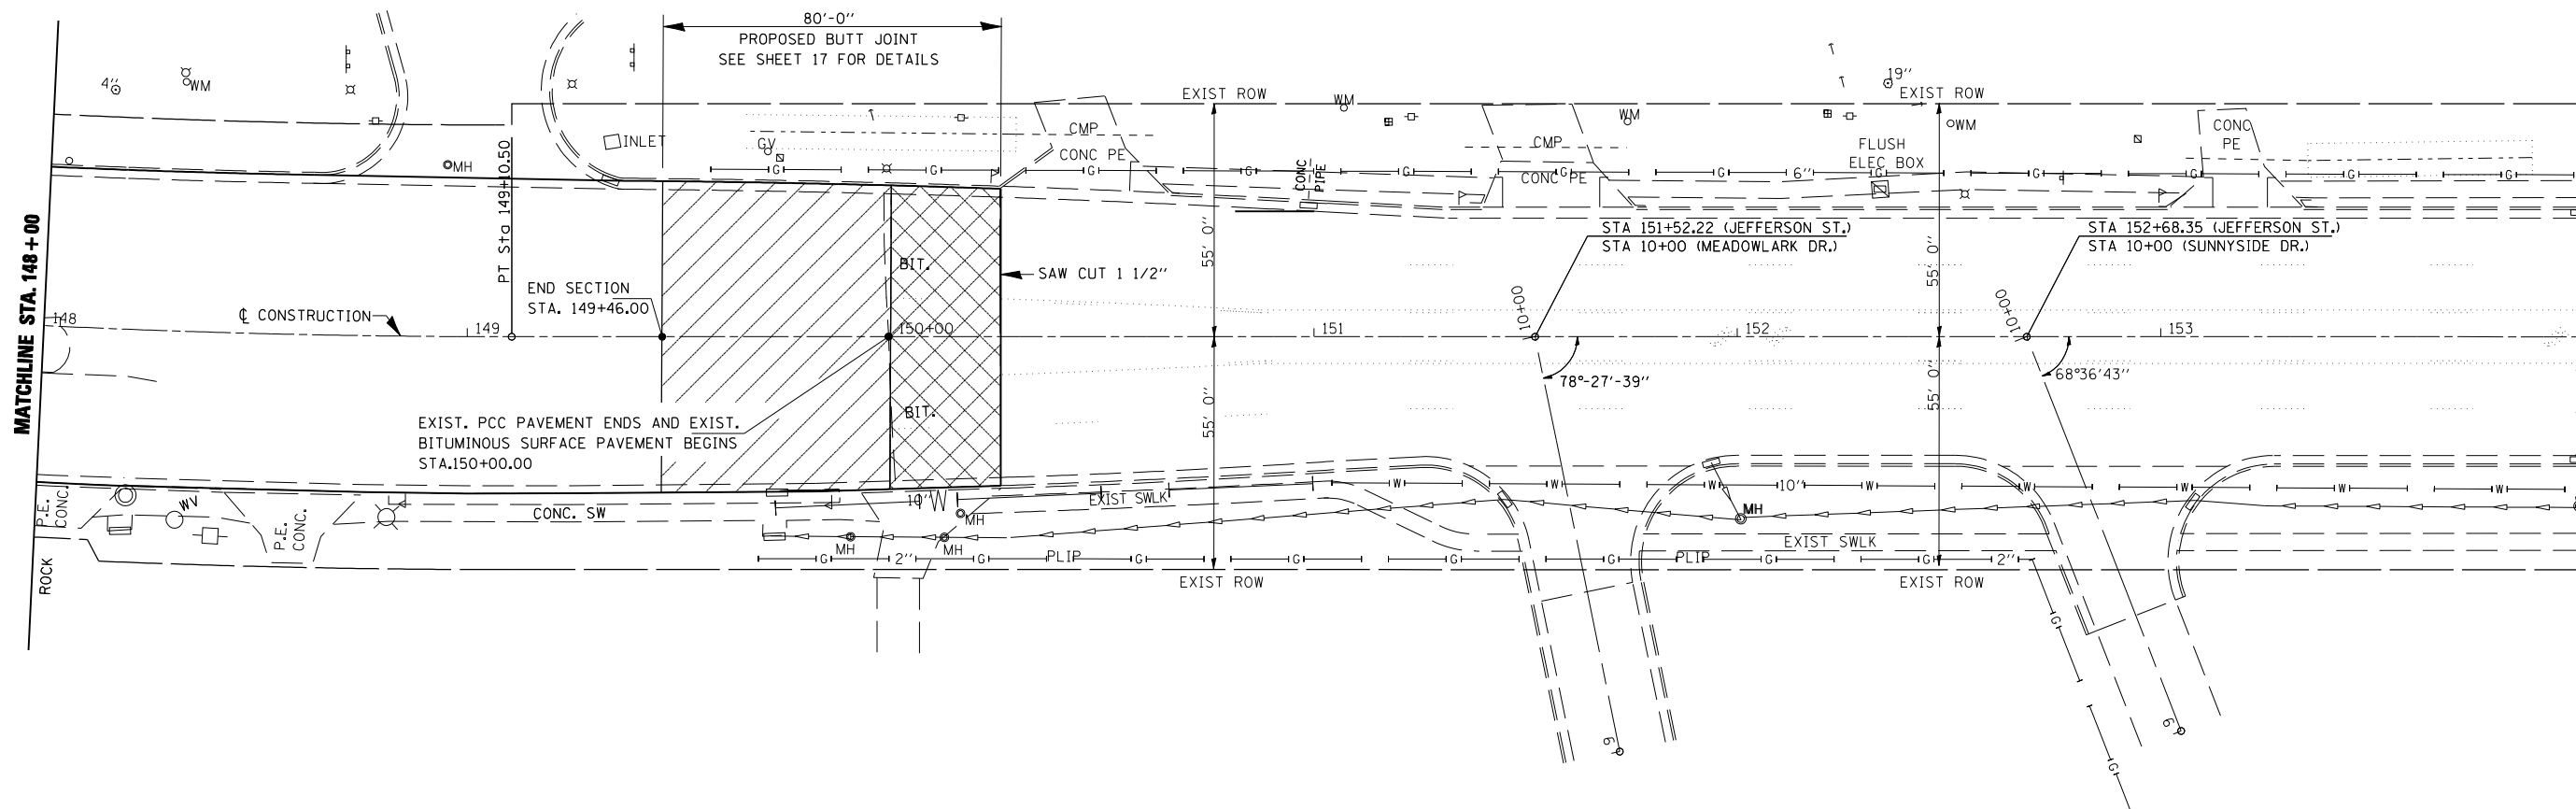 80'-0"
PROPOSED BUTT JOINT
SEE SHEET 17 FOR DETAILS
4"
WM
19"
EXIST ROW
EXIST ROW
WM
WM
WM
INLET
GV
CMP
CMP
CONC
PE
MH
CONC PE
CONC PE
CONC
PIPE
FLUSH
ELEC BOX
G
G
G
G
G
G
G
6"
G
G
G
G
G
PT Sta 149+10.50
MATCHLINE STA. 148+00
148
℄ CONSTRUCTION
149
END SECTION
STA. 149+46.00
BIT.
SAW CUT 1 1/2"
55' 0"
55' 0"
STA 151+52.22 (JEFFERSON ST.)
STA 10+00 (MEADOWLARK DR.)
STA 152+68.35 (JEFFERSON ST.)
STA 10+00 (SUNNYSIDE DR.)
150+00
151
10+00
152
10+00
153
78°-27'-39"
68°36'43"
55' 0"
55' 0"
EXIST. PCC PAVEMENT ENDS AND EXIST.
BITUMINOUS SURFACE PAVEMENT BEGINS
STA.150+00.00
BIT.
P.E.
CONC.
WV
P.E.
CONC.
CONC. SW
10"
W
MH
EXIST SWLK
W
W
W
10"
W
W
W
W
W
MH
MH
MH
EXIST SWLK
G
2"
G
PLIP
G
G
G
G
PLIP
G
G
2"
ROCK
EXIST ROW
EXIST ROW
G
G
9
9